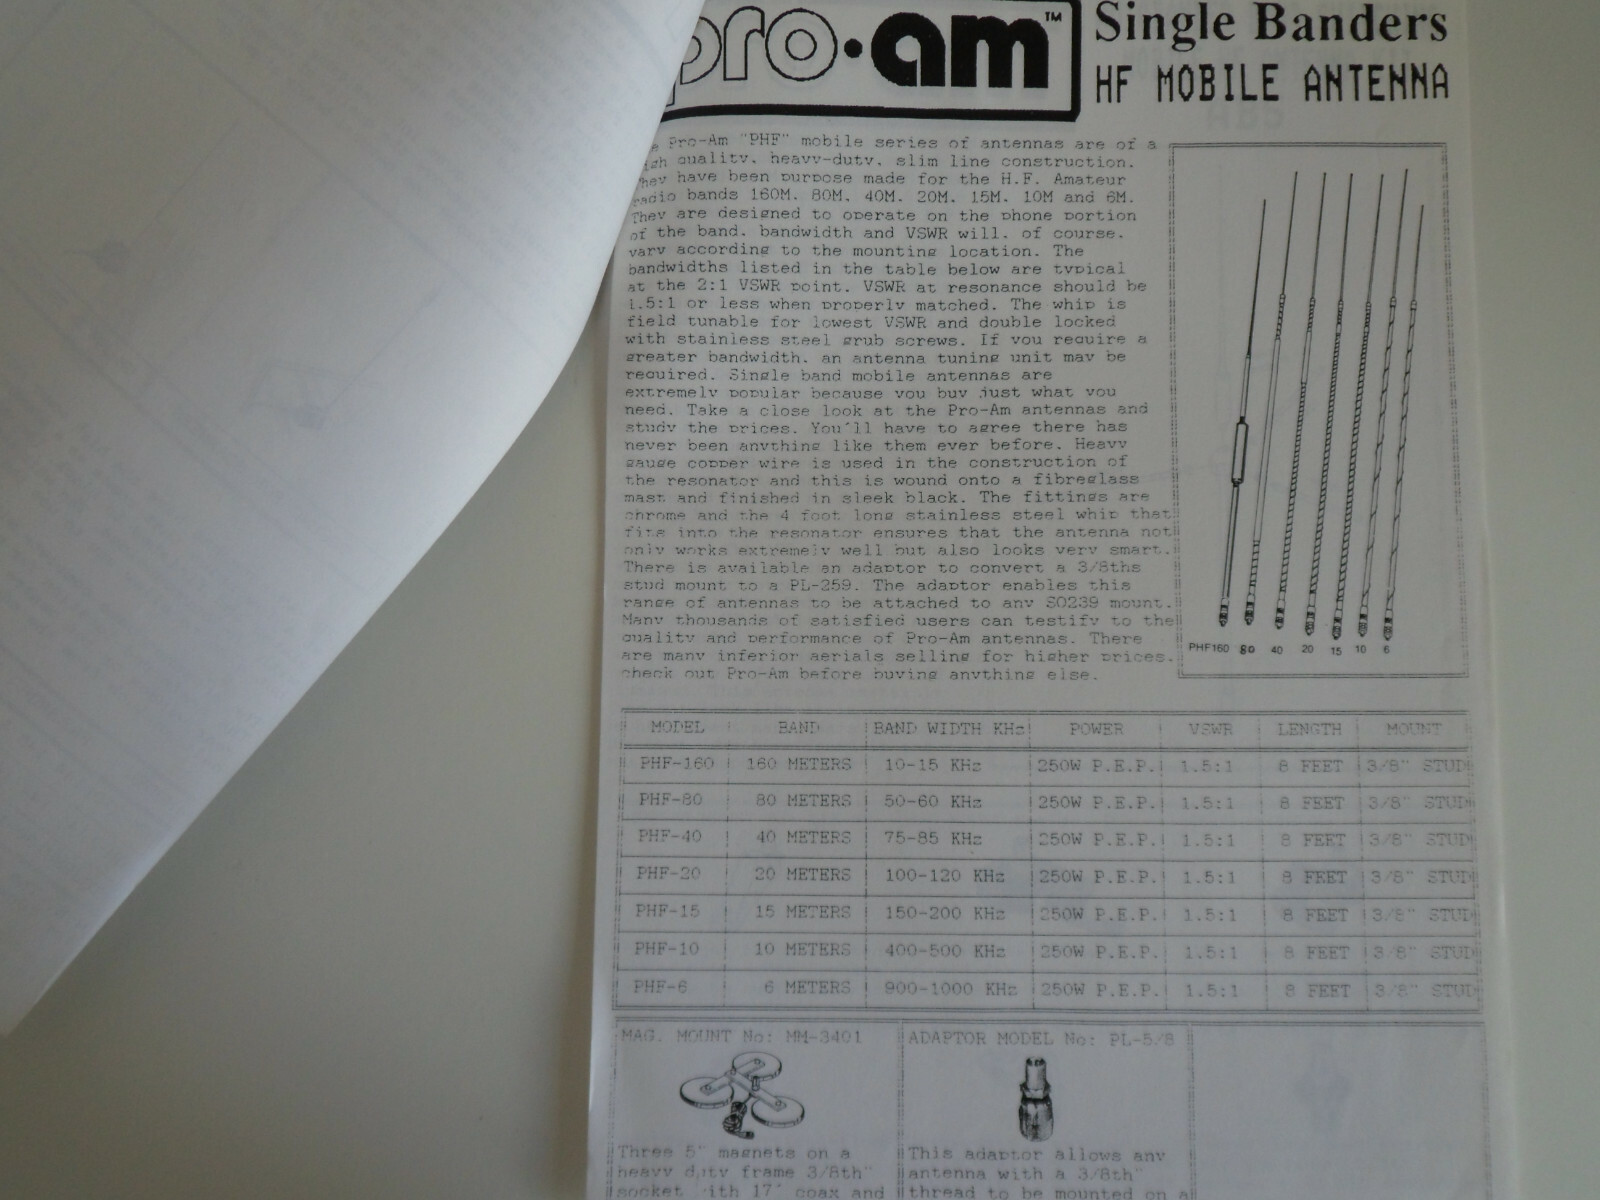 pro·am™
Single Banders
HF MOBILE ANTENNA
Pro-Am "PHF" mobile series of antennas are of a
high quality, heavy-duty, slim line construction.
They have been purpose made for the H.F. Amateur
radio bands 160M, 80M, 40M, 20M, 15M, 10M and 6M.
They are designed to operate on the phone portion
of the band, bandwidth and VSWR will, of course,
vary according to the mounting location. The
bandwidths listed in the table below are typical
at the 2:1 VSWR point. VSWR at resonance should be
1.5:1 or less when properly matched. The whip is
field tunable for lowest VSWR and double locked
with stainless steel grub screws. If you require a
greater bandwidth, an antenna tuning unit may be
required. Single band mobile antennas are
extremely popular because you buy just what you
need. Take a close look at the Pro-Am antennas and
study the prices. You'll have to agree there has
never been anything like them ever before. Heavy
gauge copper wire is used in the construction of
the resonator and this is wound onto a fibreglass
mast and finished in sleek black. The fittings are
chrome and the 4 foot long stainless steel whip that
fits into the resonator ensures that the antenna not
only works extremely well but also looks very smart.
There is available an adaptor to convert a 3/8ths
stud mount to a PL-259. The adaptor enables this
range of antennas to be attached to any SO239 mount.
Many thousands of satisfied users can testify to the
quality and performance of Pro-Am antennas. There
are many inferior aerials selling for higher prices,
check out Pro-Am before buying anything else.
PHF160 80 40 20 15 10 6
MODEL BAND BAND WIDTH KHz POWER VSWR LENGTH MOUNT
PHF-160 160 METERS 10-15 KHz 250W P.E.P. 1.5:1 8 FEET 3/8" STUD
PHF-80 80 METERS 50-60 KHz 250W P.E.P. 1.5:1 8 FEET 3/8" STUD
PHF-40 40 METERS 75-85 KHz 250W P.E.P. 1.5:1 8 FEET 3/8" STUD
PHF-20 20 METERS 100-120 KHz 250W P.E.P. 1.5:1 8 FEET 3/8" STUD
PHF-15 15 METERS 150-200 KHz 250W P.E.P. 1.5:1 8 FEET 3/8" STUD
PHF-10 10 METERS 400-500 KHz 250W P.E.P. 1.5:1 8 FEET 3/8" STUD
PHF-6 6 METERS 900-1000 KHz 250W P.E.P. 1.5:1 8 FEET 3/8" STUD
MAG. MOUNT No: MM-3401
Three 5" magnets on a
heavy duty frame 3/8th"
socket with 17' coax and
ADAPTOR MODEL No: PL-5/8
This adaptor allows any
antenna with a 3/8th"
thread to be mounted on a